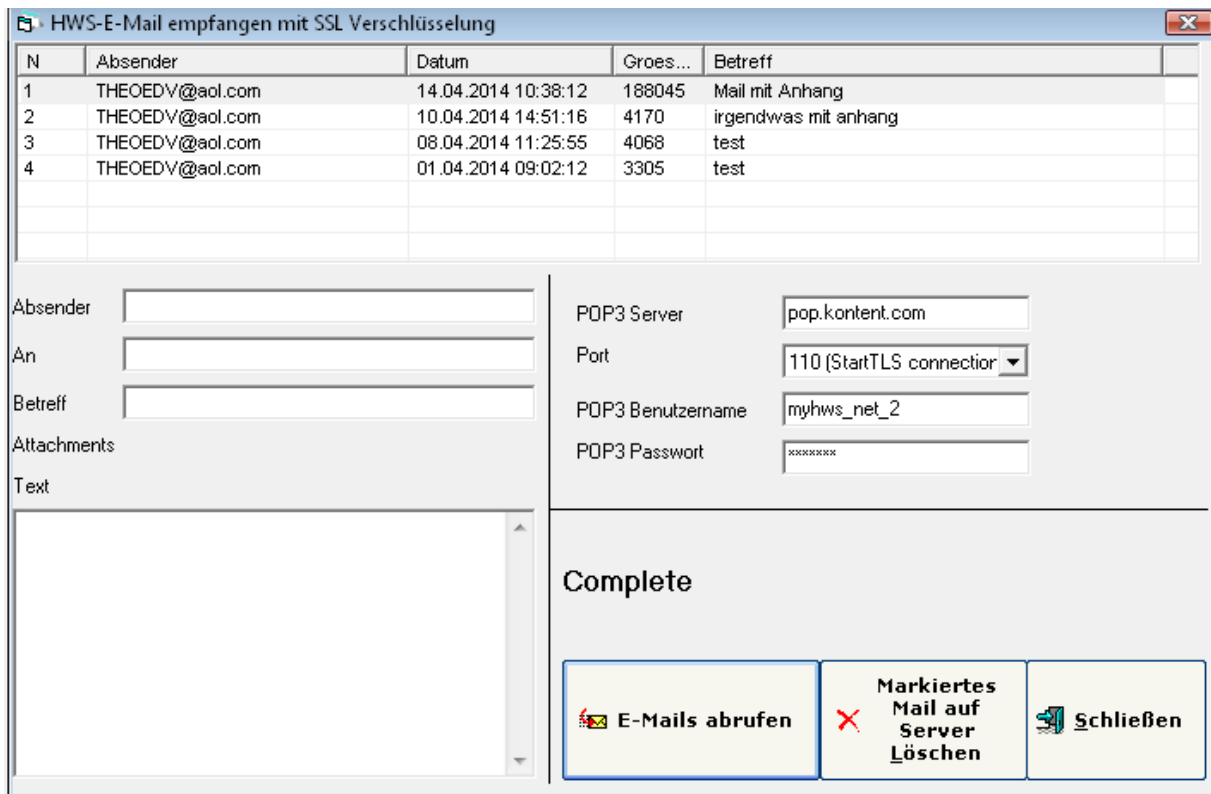 HWS-E-Mail empfangen mit SSL Verschlüsselung
N Absender Datum Groes... Betreff
1 THEOEDV@aol.com 14.04.2014 10:38:12 188045 Mail mit Anhang
2 THEOEDV@aol.com 10.04.2014 14:51:16 4170 irgendwas mit anhang
3 THEOEDV@aol.com 08.04.2014 11:25:55 4068 test
4 THEOEDV@aol.com 01.04.2014 09:02:12 3305 test
Absender
An
Betreff
Attachments
Text
POP3 Server pop.kontent.com
Port 110 (StartTLS connection
POP3 Benutzername myhws_net_2
POP3 Passwort xxxxxxx
Complete
E-Mails abrufen
Markiertes
Mail auf
Server
Löschen
Schließen